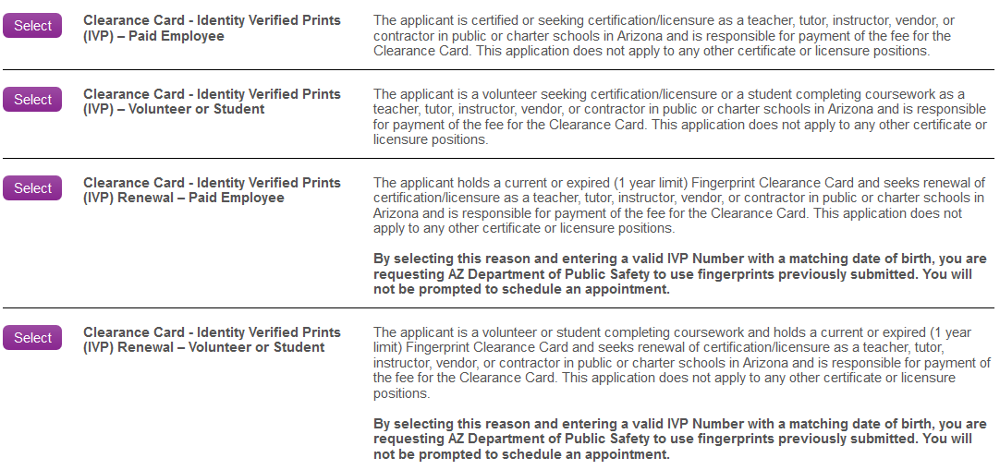 Select
Clearance Card - Identity Verified Prints
(IVP) – Paid Employee
The applicant is certified or seeking certification/licensure as a teacher, tutor, instructor, vendor, or
contractor in public or charter schools in Arizona and is responsible for payment of the fee for the
Clearance Card. This application does not apply to any other certificate or licensure positions.
Select
Clearance Card - Identity Verified Prints
(IVP) – Volunteer or Student
The applicant is a volunteer seeking certification/licensure or a student completing coursework as a
teacher, tutor, instructor, vendor, or contractor in public or charter schools in Arizona and is responsible
for payment of the fee for the Clearance Card. This application does not apply to any other certificate or
licensure positions.
Select
Clearance Card - Identity Verified Prints
(IVP) Renewal – Paid Employee
The applicant holds a current or expired (1 year limit) Fingerprint Clearance Card and seeks renewal of
certification/licensure as a teacher, tutor, instructor, vendor, or contractor in public or charter schools in
Arizona and is responsible for payment of the fee for the Clearance Card. This application does not
apply to any other certificate or licensure positions.
By selecting this reason and entering a valid IVP Number with a matching date of birth, you are
requesting AZ Department of Public Safety to use fingerprints previously submitted. You will
not be prompted to schedule an appointment.
Select
Clearance Card - Identity Verified Prints
(IVP) Renewal – Volunteer or Student
The applicant is a volunteer or student completing coursework and holds a current or expired (1 year
limit) Fingerprint Clearance Card and seeks renewal of certification/licensure as a teacher, tutor,
instructor, vendor, or contractor in public or charter schools in Arizona and is responsible for payment of
the fee for the Clearance Card. This application does not apply to any other certificate or licensure
positions.
By selecting this reason and entering a valid IVP Number with a matching date of birth, you are
requesting AZ Department of Public Safety to use fingerprints previously submitted. You will
not be prompted to schedule an appointment.